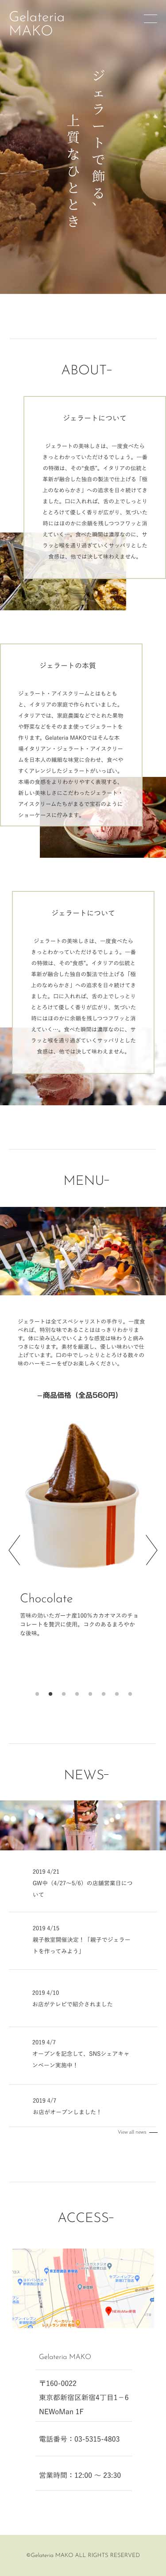 Gelateria
MAKO
ジェラートで飾る、
上質なひととき
ABOUT-
ジェラートについて
ジェラートの美味しさは、一度食べたら
きっとわかっていただけるでしょう。一番
の特徴は、その“食感”。イタリアの伝統と
革新が融合した独自の製法で仕上げる「極
上のなめらかさ」への追求を日々続けてき
ました。口に入れれば、舌の上でしっとり
ととろけて優しく香りが広がり、気づいた
時にはほのかに余韻を残しつつフワッと消
えていく…。食べた瞬間は濃厚なのに、サ
ラッと喉を通り過ぎていくサッパリとした
食感は、他では決して味わえません。
ジェラートの本質
ジェラート・アイスクリームとはもとも
と、イタリアの家庭で作られていました。
イタリアでは、家庭農園などでとれた果物
や野菜などをそのまま使ってジェラートを
作ります。Gelateria MAKOではそんな本
場イタリアン・ジェラート・アイスクリー
ムを日本人の繊細な味覚に合わせ、食べや
すくアレンジしたジェラートがいっぱい。
本場の食感をよりわかりやすく表現する、
新しい美味しさにこだわったジェラート・
アイスクリームたちがまるで宝石のように
ショーケースに佇みます。
ジェラートについて
ジェラートの美味しさは、一度食べたら
きっとわかっていただけるでしょう。一番
の特徴は、その“食感”。イタリアの伝統と
革新が融合した独自の製法で仕上げる「極
上のなめらかさ」への追求を日々続けてき
ました。口に入れれば、舌の上でしっとり
ととろけて優しく香りが広がり、気づいた
時にはほのかに余韻を残しつつフワッと消
えていく…。食べた瞬間は濃厚なのに、サ
ラッと喉を通り過ぎていくサッパリとした
食感は、他では決して味わえません。
MENU-
ジェラートは全てスペシャリストの手作り。一度食
べれば、特別な味であることははっきりわかりま
す。体に染み込んでいくような感覚は味わうと病み
つきになります。素材を厳選し、優しい味わいで仕
上げています。口の中でしっとりととろける数々の
味のハーモニーをぜひお楽しみください。
–商品価格（全品560円）
Chocolate
苦味の効いたガーナ産100％カカオマスのチョ
コレートを贅沢に使用。コクのあるまろやか
な後味。
NEWS-
2019 4/21
GW中（4/27〜5/6）の店舗営業日につ
いて
2019 4/15
親子教室開催決定！「親子でジェラー
トを作ってみよう」
2019 4/10
お店がテレビで紹介されました
2019 4/7
オープンを記念して、SNSシェアキャ
ンペーン実施中！
2019 4/7
お店がオープンしました！
View all news
ACCESS-
Gelateria MAKO
〒160-0022
東京都新宿区新宿4丁目1−6
NEWoMan 1F
電話番号：03-5315-4803
営業時間：12:00 〜 23:30
©Gelateria MAKO ALL RIGHTS RESERVED